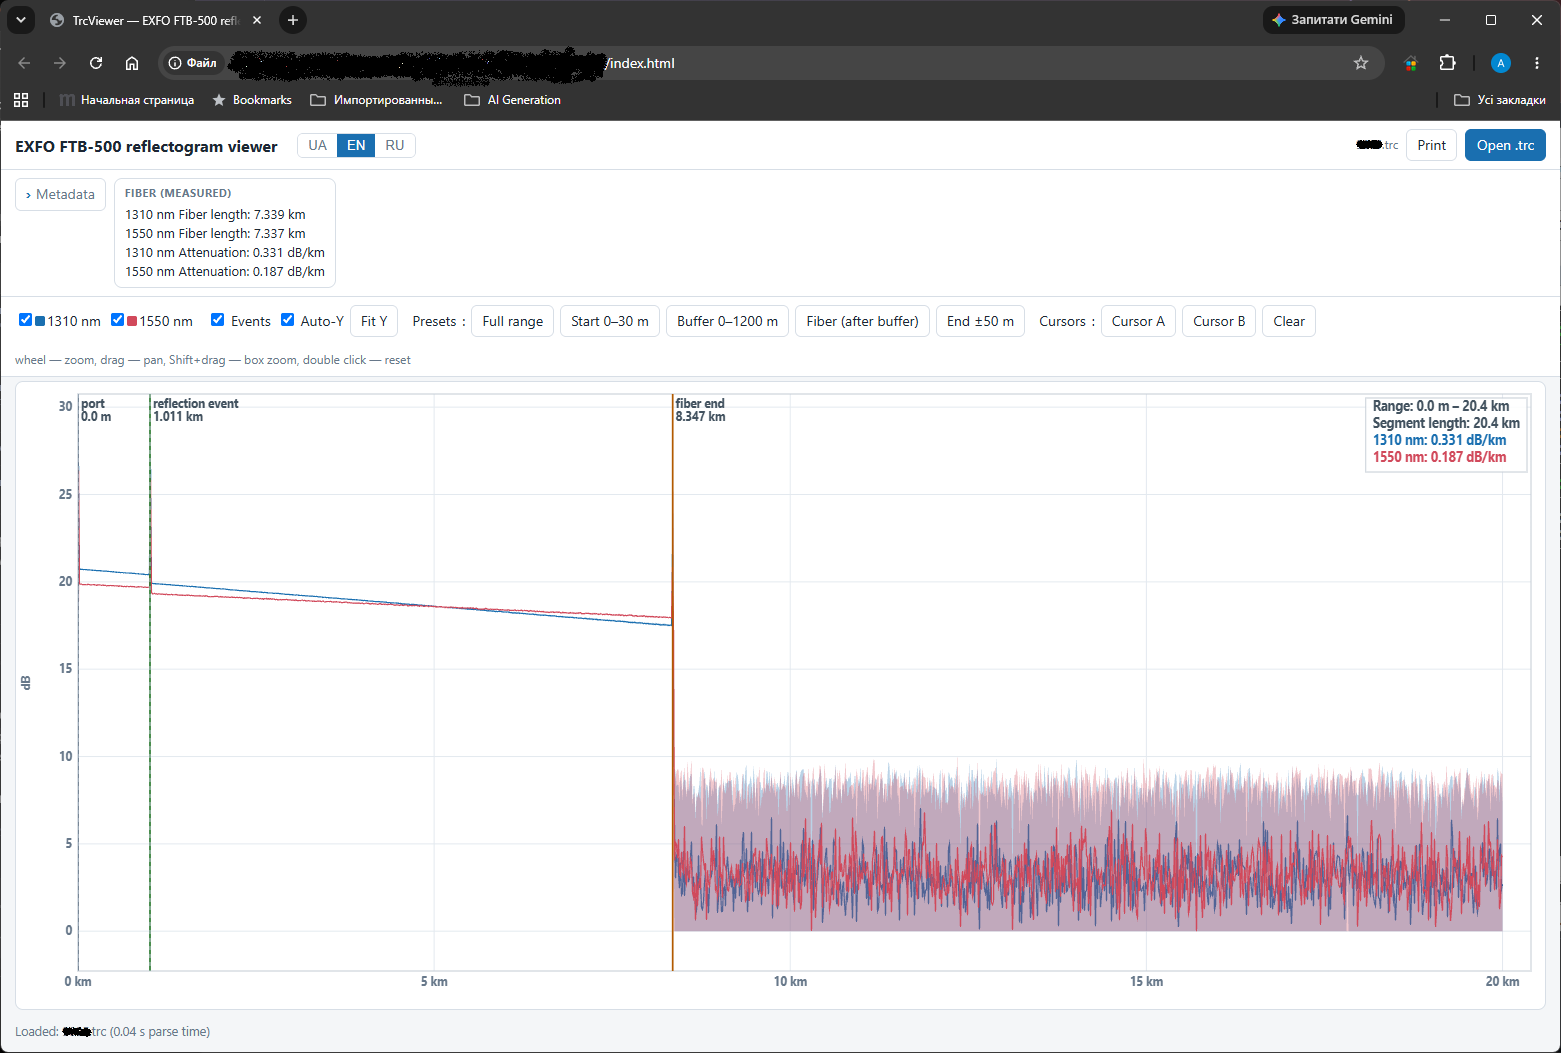 TrcViewer — EXFO FTB-500 refl
Запитати Gemini
Файл
/index.html
A
Начальная страница
Bookmarks
Импортированны...
AI Generation
Усі закладки
EXFO FTB-500 reflectogram viewer
UA
EN
RU
.trc
Print
Open .trc
› Metadata
FIBER (MEASURED)
1310 nm Fiber length: 7.339 km
1550 nm Fiber length: 7.337 km
1310 nm Attenuation: 0.331 dB/km
1550 nm Attenuation: 0.187 dB/km
1310 nm
1550 nm
Events
Auto-Y
Fit Y
Presets :
Full range
Start 0–30 m
Buffer 0–1200 m
Fiber (after buffer)
End ±50 m
Cursors :
Cursor A
Cursor B
Clear
wheel — zoom, drag — pan, Shift+drag — box zoom, double click — reset
port
0.0 m
reflection event
1.011 km
fiber end
8.347 km
Range: 0.0 m – 20.4 km
Segment length: 20.4 km
1310 nm: 0.331 dB/km
1550 nm: 0.187 dB/km
30
25
20
15
10
5
0
dB
0 km
5 km
10 km
15 km
20 km
Loaded:
trc (0.04 s parse time)